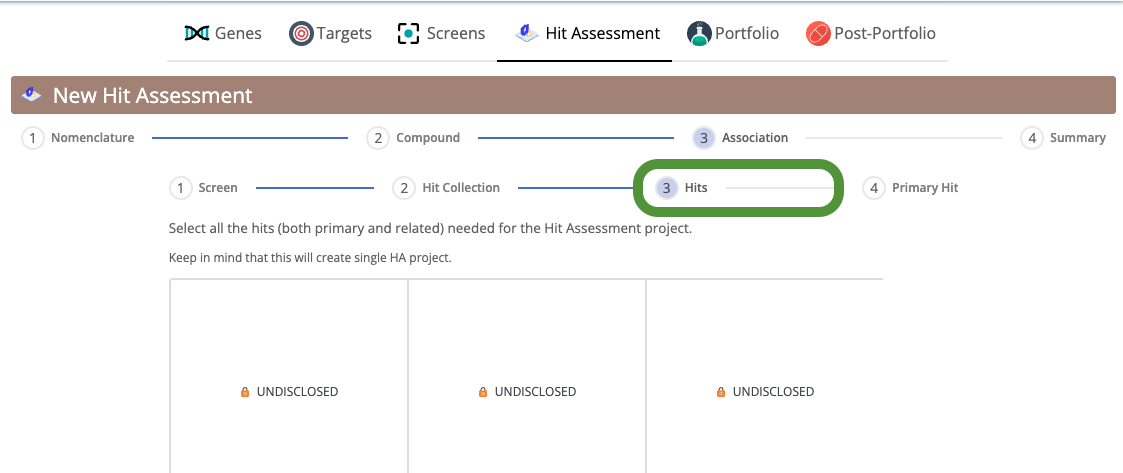 Genes Targets Screens Hit Assessment Portfolio Post-Portfolio
New Hit Assessment
1 Nomenclature 2 Compound 3 Association 4 Summary
1 Screen 2 Hit Collection 3 Hits 4 Primary Hit
Select all the hits (both primary and related) needed for the Hit Assessment project.
Keep in mind that this will create single HA project.
UNDISCLOSED UNDISCLOSED UNDISCLOSED